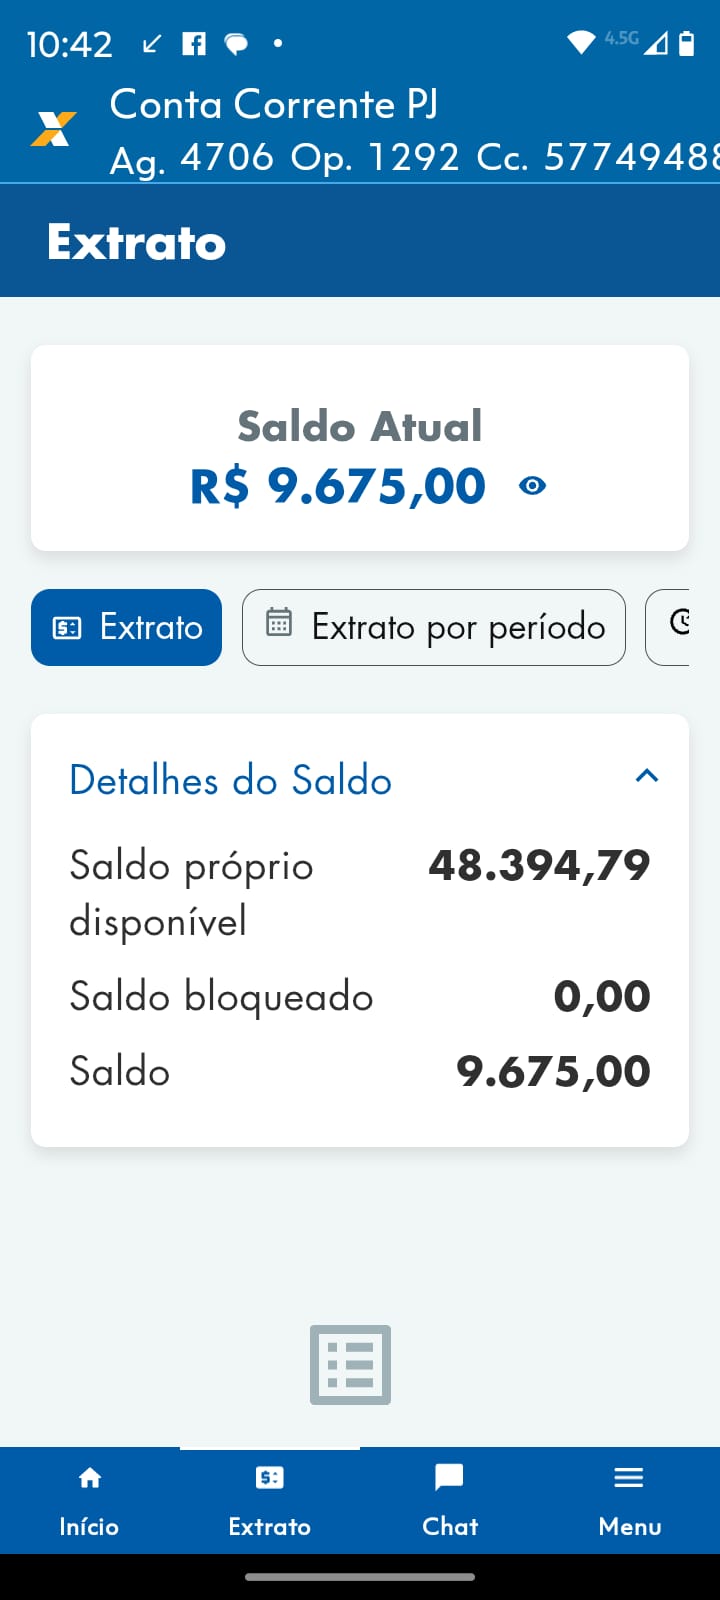 10:42
4.5G
Conta Corrente PJ
Ag. 4706 Op. 1292 Cc. 5774948
Extrato
Saldo Atual
R$ 9.675,00
Extrato
Extrato por período
Detalhes do Saldo
Saldo próprio 48.394,79
disponível
Saldo bloqueado 0,00
Saldo 9.675,00
Início
Extrato
Chat
Menu